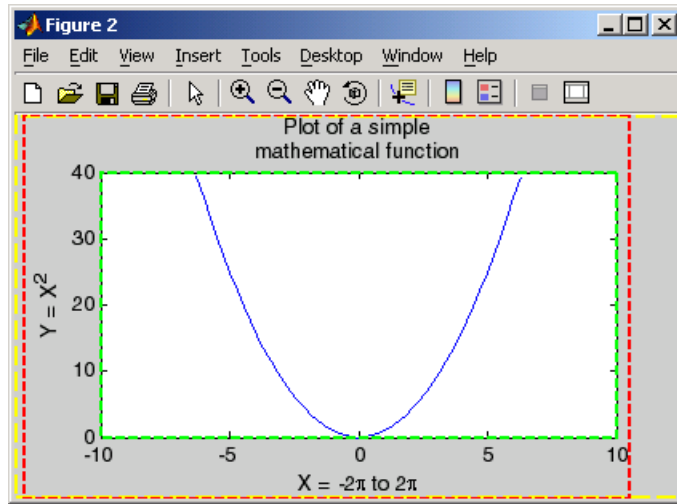 Figure 2
File Edit View Insert Tools Desktop Window Help
Plot of a simple
mathematical function
40
30
20
10
0
Y = X²
-10 -5 0 5 10
X = -2π to 2π